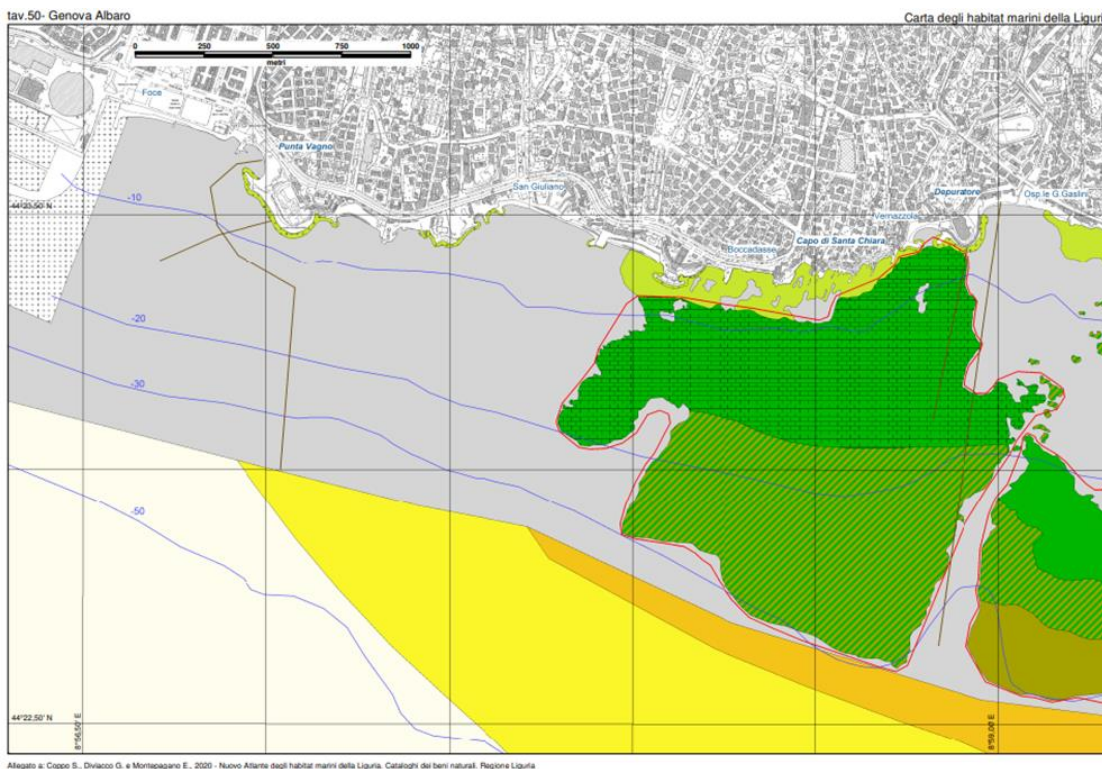 tav.50- Genova Albaro
Carta degli habitat marini della Liguri
0 250 500 750 1000
metri
Foce
Punta Vagno
San Giuliano
Depuratore
Osp.le G.Gaslini
Vernazzola
Capo di Santa Chiara
Boccadasse
44°23,50' N
-10
-20
-30
-50
44°22,50' N
8°56,50' E
8°59,00' E
Allegato a: Coppo S., Diviacco G. e Montepagano E., 2020 - Nuovo Atlante degli habitat marini della Liguria. Cataloghi dei beni naturali. Regione Liguria